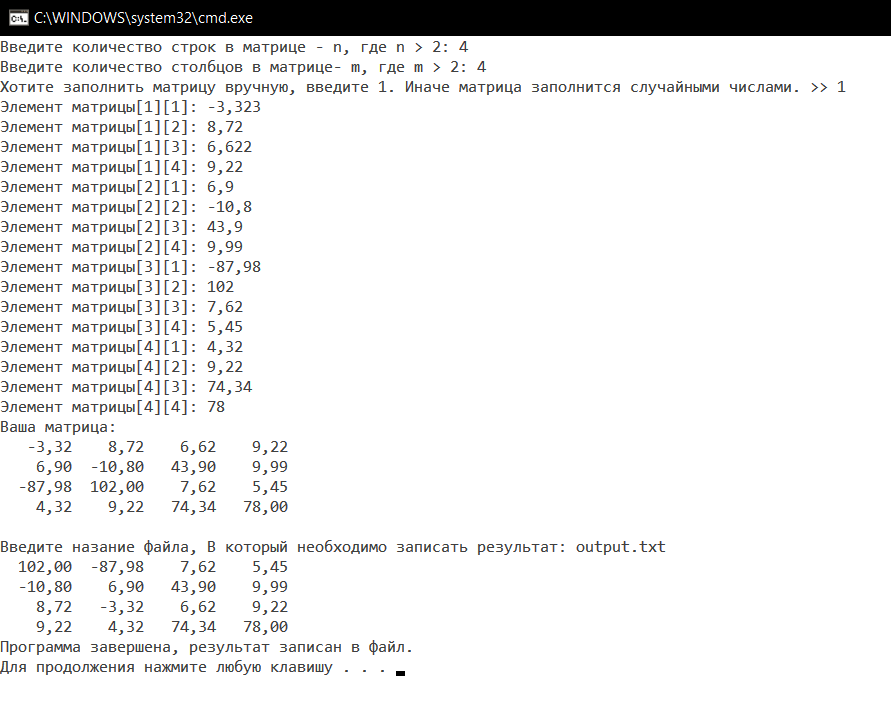 C:\WINDOWS\system32\cmd.exe
Введите количество строк в матрице - n, где n > 2: 4
Введите количество столбцов в матрице- m, где m > 2: 4
Хотите заполнить матрицу вручную, введите 1. Иначе матрица заполнится случайными числами. >> 1
Элемент матрицы[1][1]: -3,323
Элемент матрицы[1][2]: 8,72
Элемент матрицы[1][3]: 6,622
Элемент матрицы[1][4]: 9,22
Элемент матрицы[2][1]: 6,9
Элемент матрицы[2][2]: -10,8
Элемент матрицы[2][3]: 43,9
Элемент матрицы[2][4]: 9,99
Элемент матрицы[3][1]: -87,98
Элемент матрицы[3][2]: 102
Элемент матрицы[3][3]: 7,62
Элемент матрицы[3][4]: 5,45
Элемент матрицы[4][1]: 4,32
Элемент матрицы[4][2]: 9,22
Элемент матрицы[4][3]: 74,34
Элемент матрицы[4][4]: 78
Ваша матрица:
-3,32 8,72 6,62 9,22
6,90 -10,80 43,90 9,99
-87,98 102,00 7,62 5,45
4,32 9,22 74,34 78,00
Введите назание файла, В который необходимо записать результат: output.txt
102,00 -87,98 7,62 5,45
-10,80 6,90 43,90 9,99
8,72 -3,32 6,62 9,22
9,22 4,32 74,34 78,00
Программа завершена, результат записан в файл.
Для продолжения нажмите любую клавишу . . .